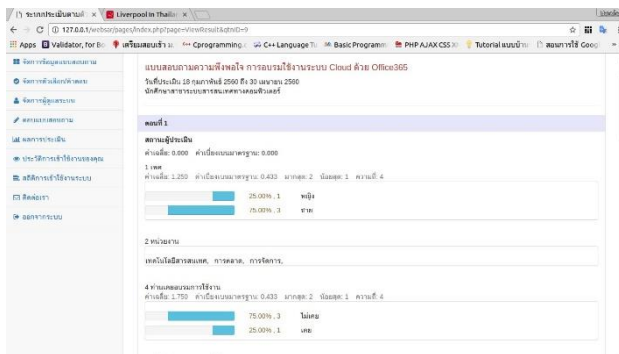 ระบบประเมินตามคำ
Liverpool in Thailan
127.0.0.1/websar/pages/index.php?page=ViewResult&qtnID=9
Apps Validator, for Bo เตรียมสอบเข้า ม. Cprogramming. C++ Language Tu Basic Programm PHP AJAX CSS Tutorial แบบบ้าน สอนการใช้ Googl
จัดการข้อมูลแบบสอบถาม
จัดการตัวเลือก/คำตอบ
จัดการผู้ดูแลระบบ
ตอบแบบสอบถาม
ผลการประเมิน
ประวัติการเข้าใช้งานของคุณ
สถิติการเข้าใช้งานระบบ
ติดต่อเรา
ออกจากระบบ
แบบสอบถามความพึงพอใจ การอบรมใช้งานระบบ Cloud ด้วย Office365
วันที่ประเมิน 18 กุมภาพันธ์ 2560 ถึง 30 เมษายน 2560
นักศึกษาสาขาระบบสารสนเทศทางคอมพิวเตอร์
ตอนที่ 1
สถานะผู้ประเมิน
ค่าเฉลี่ย: 0.000 ค่าเบี่ยงเบนมาตรฐาน: 0.000
1 เพศ
ค่าเฉลี่ย: 1.250 ค่าเบี่ยงเบนมาตรฐาน: 0.433 มากสุด: 2 น้อยสุด: 1 ความถี่: 4
25.00% , 1 หญิง
75.00% , 3 ชาย
2 หน่วยงาน
เทคโนโลยีสารสนเทศ, การตลาด, การจัดการ,
4 ท่านเคยอบรมการใช้งาน
ค่าเฉลี่ย: 1.750 ค่าเบี่ยงเบนมาตรฐาน: 0.433 มากสุด: 2 น้อยสุด: 1 ความถี่: 4
75.00% , 3 ไม่เคย
25.00% , 1 เคย